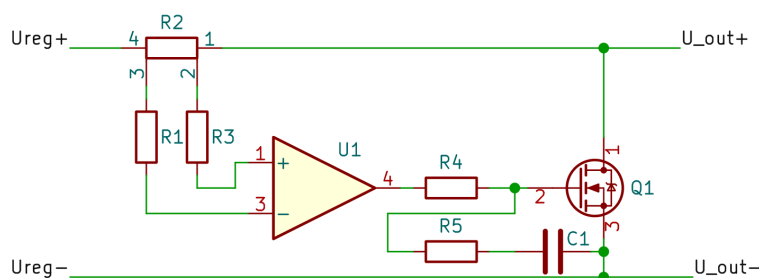 R2
Ureg+ 4 1 U_out+
3 2
R1 R3
1 + U1
3 −
4 R4
2 1 Q1
3
R5 C1
Ureg− U_out−